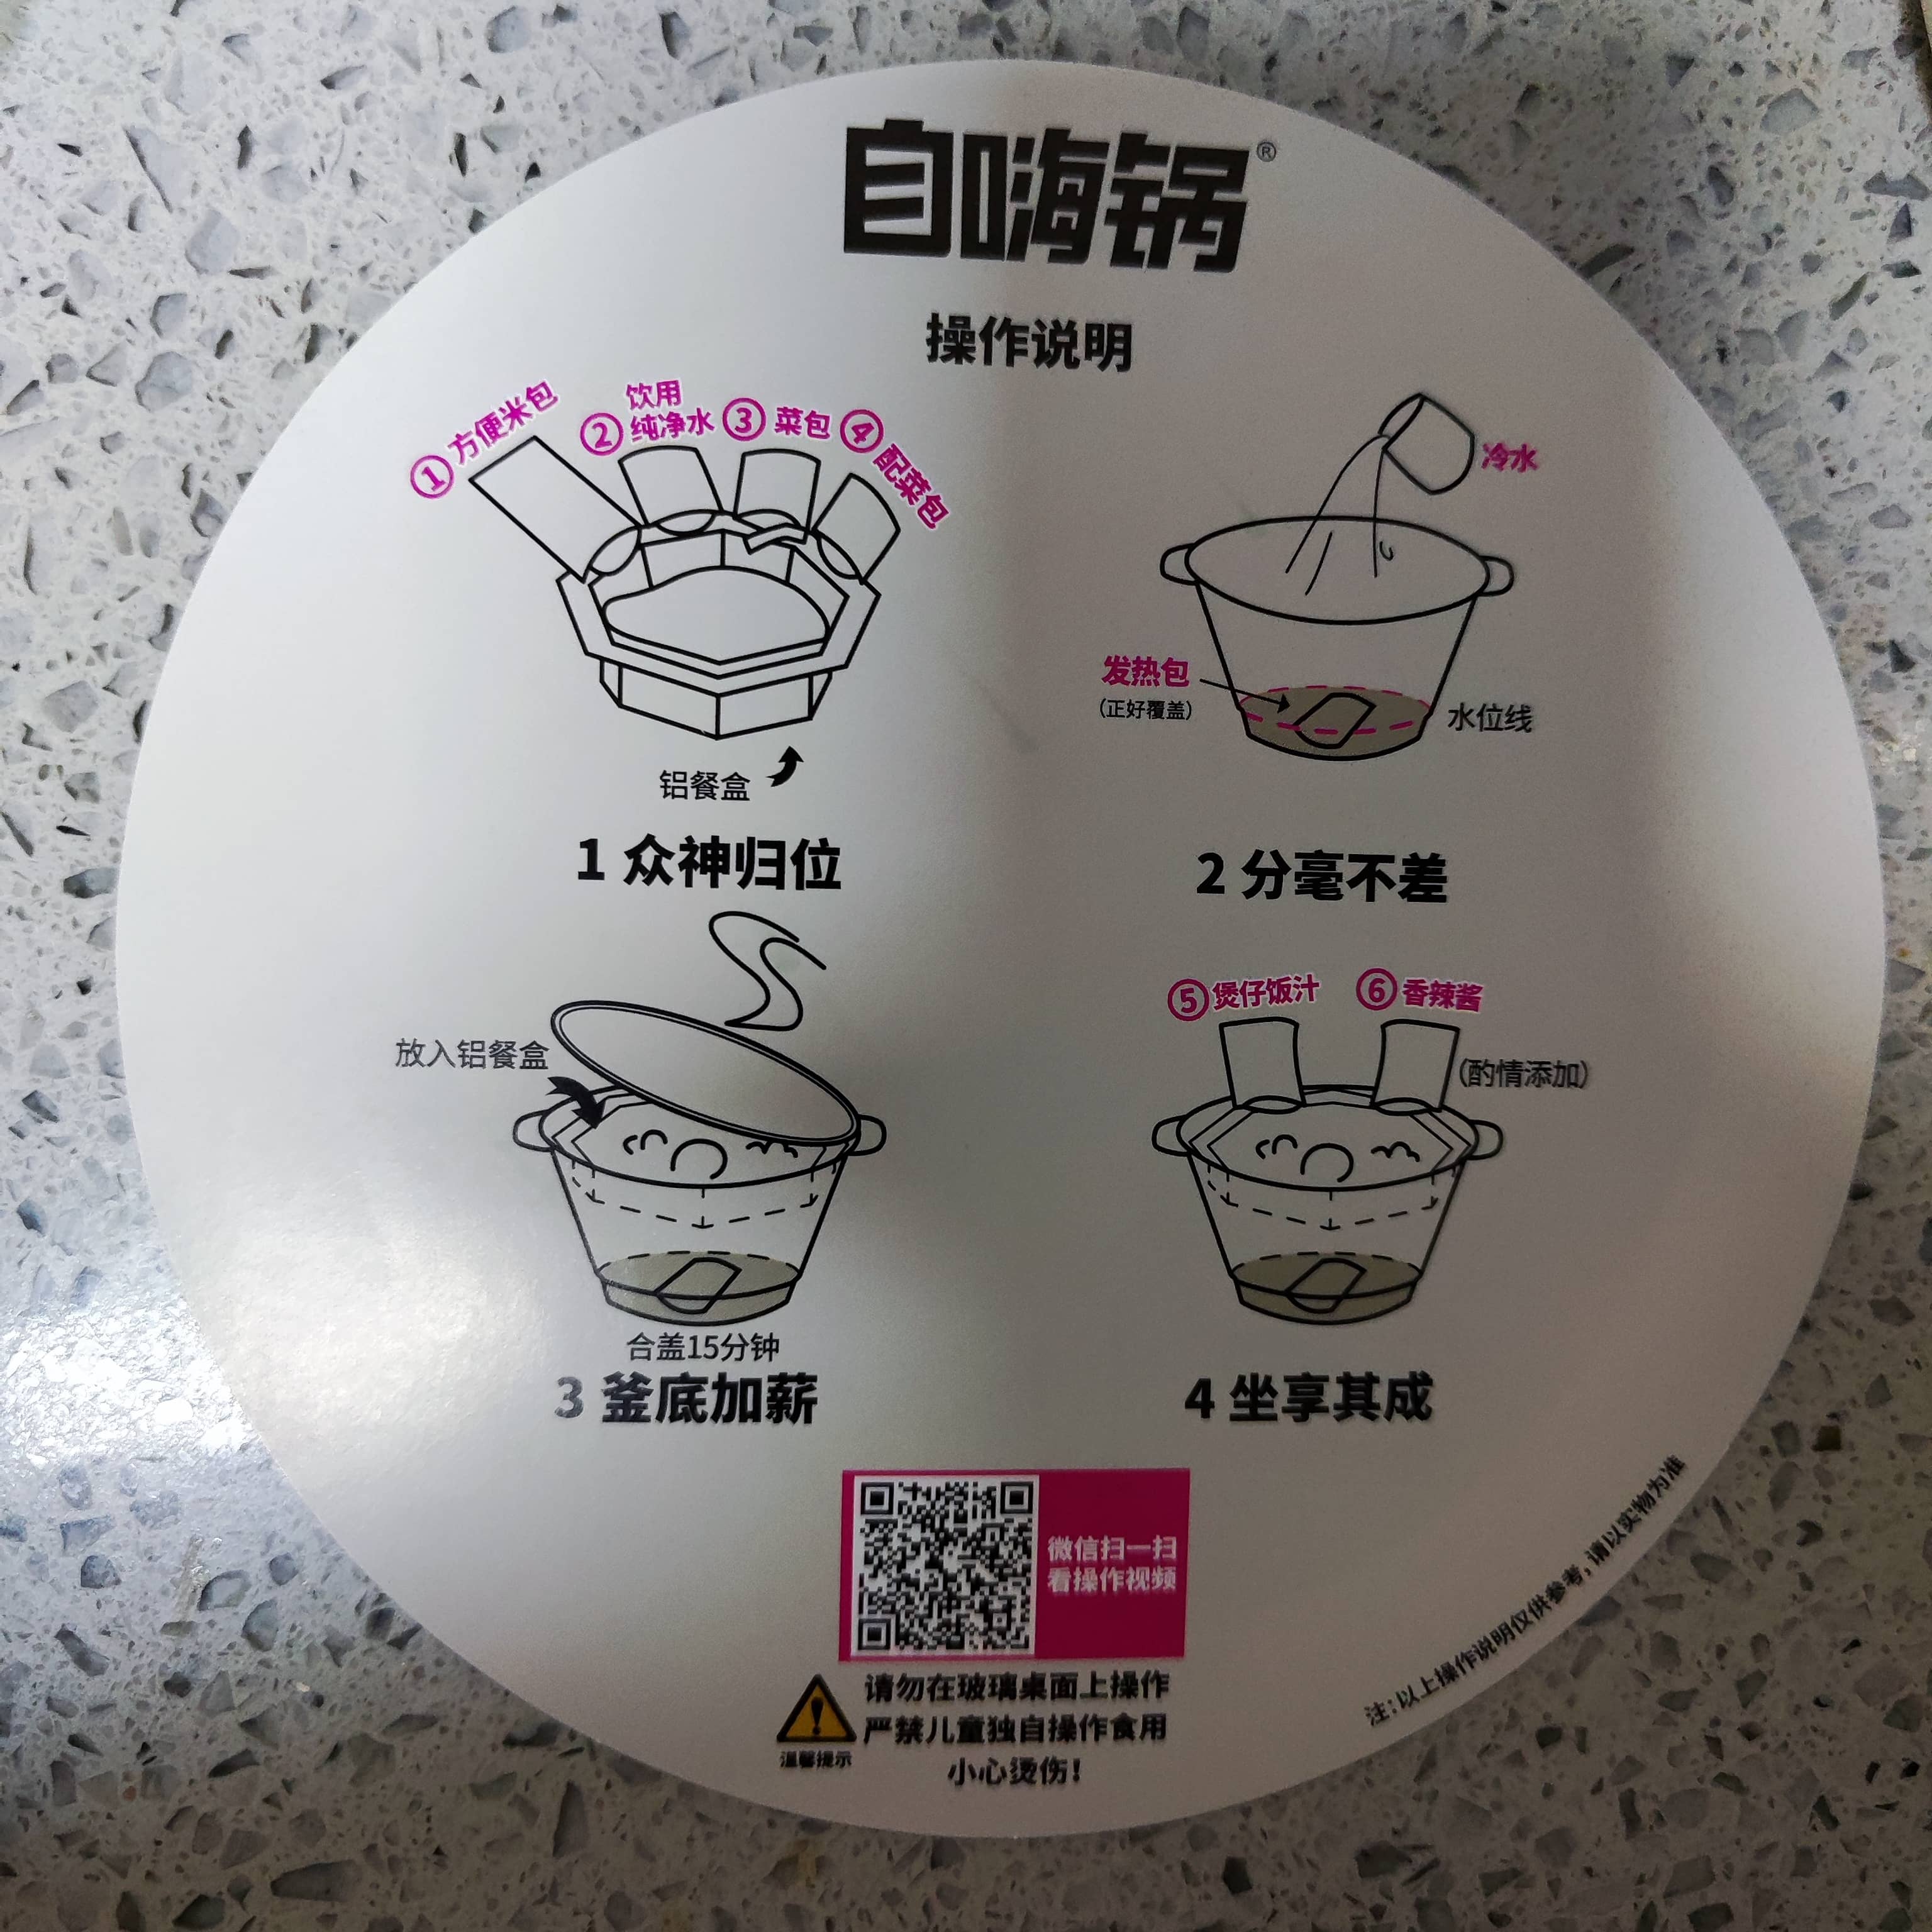 自嗨锅®
操作说明
①方便米包
②饮用
纯净水
③菜包
④配菜包
铝餐盒
1 众神归位
冷水
发热包
(正好覆盖)
水位线
2 分毫不差
放入铝餐盒
合盖15分钟
3 釜底加薪
⑤煲仔饭汁
⑥香辣酱
(酌情添加)
4 坐享其成
微信扫一扫
看操作视频
温馨提示
请勿在玻璃桌面上操作
严禁儿童独自操作食用
小心烫伤!
注:以上操作说明仅供参考,请以实物为准